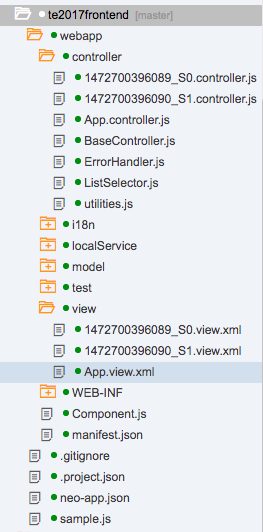 te2017frontend [master]
webapp
controller
1472700396089_S0.controller.js
1472700396090_S1.controller.js
App.controller.js
BaseController.js
ErrorHandler.js
ListSelector.js
utilities.js
i18n
localService
model
test
view
1472700396089_S0.view.xml
1472700396090_S1.view.xml
App.view.xml
WEB-INF
Component.js
manifest.json
.gitignore
.project.json
neo-app.json
sample.js